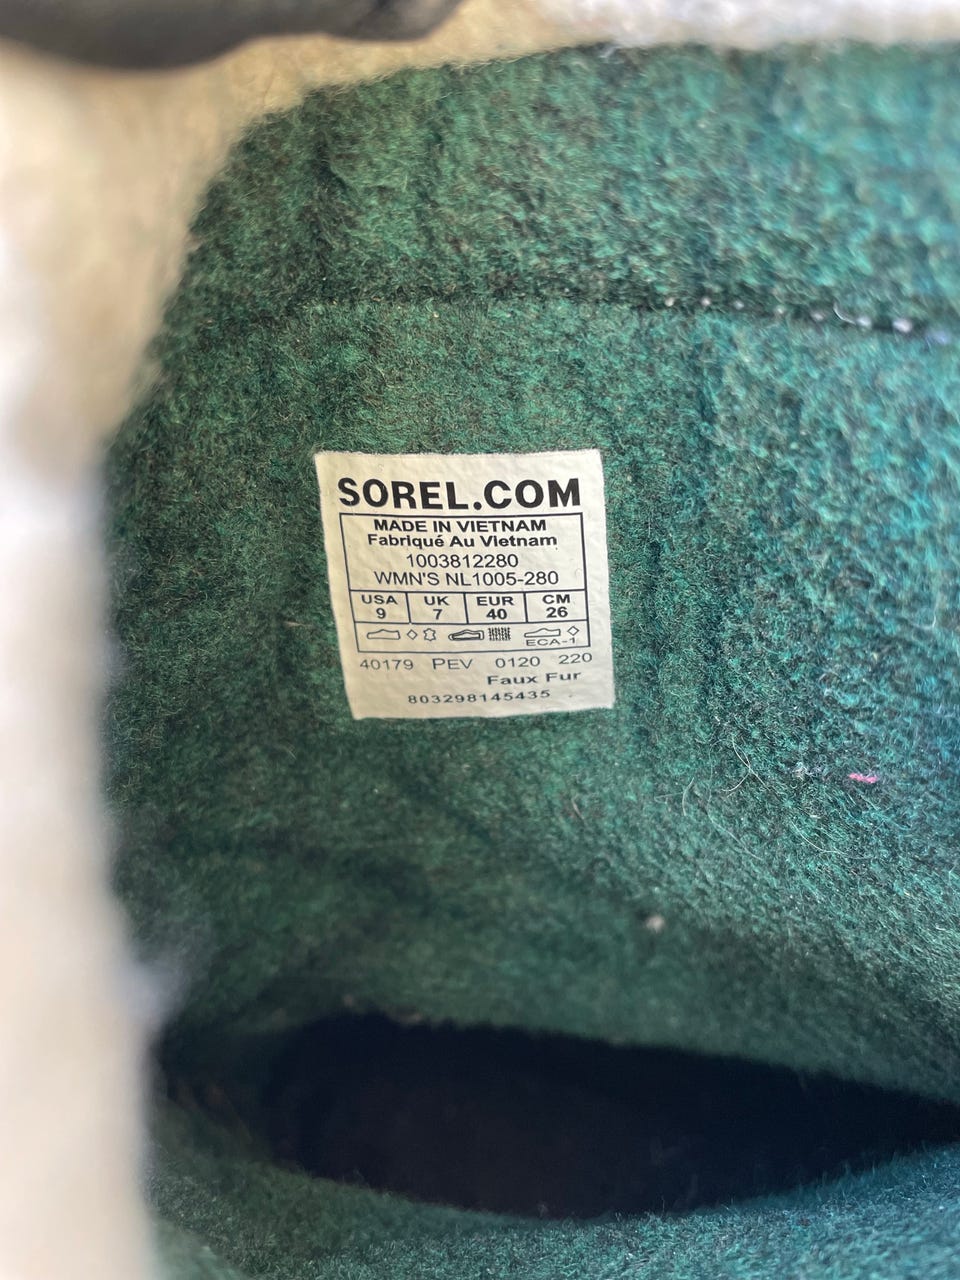 SOREL.COM
MADE IN VIETNAM
Fabriqué Au Vietnam
1003812280
WMN'S NL1005-280
USA UK EUR CM
9 7 40 26
ECA-1
40179 PEV 0120 220
Faux Fur
803298145435